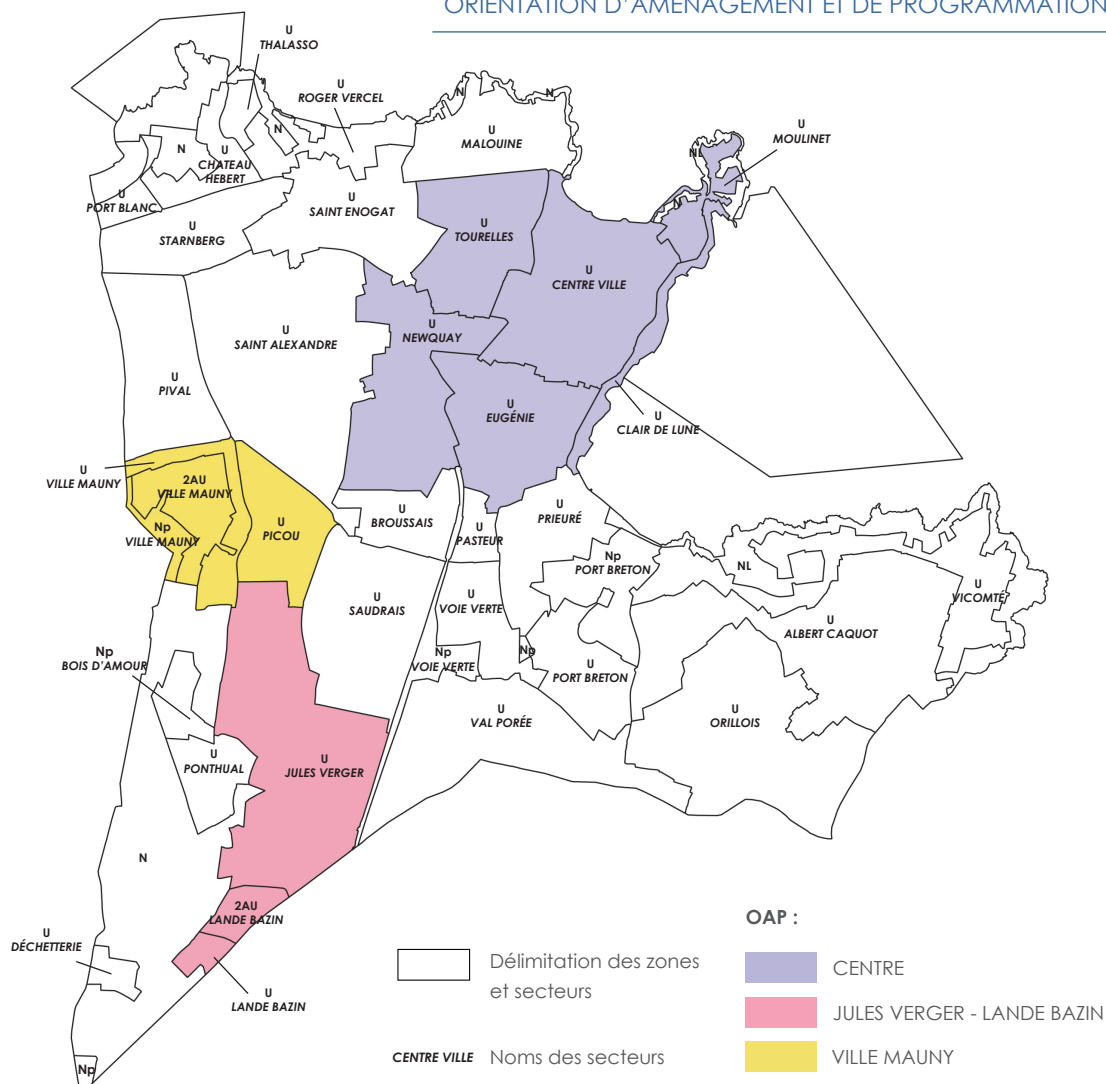 ORIENTATION D'AMÉNAGEMENT ET DE PROGRAMMATION
U
THALASSO
U
ROGER VERCEL
N
N
U
MALOUINE
U
MOULINET
NL
N
N
N
U
CHATEAU
HEBERT
U
PORT BLANC
U
STARNBERG
U
SAINT ENOGAT
U
TOURELLES
U
CENTRE VILLE
U
NEWQUAY
U
SAINT ALEXANDRE
U
PIVAL
U
EUGÉNIE
U
CLAIR DE LUNE
U
VILLE MAUNY
2AU
VILLE MAUNY
Np
VILLE MAUNY
U
PICOU
U
BROUSSAIS
U
PASTEUR
U
PRIEURÉ
Np
PORT BRETON
NL
U
VICOMTÉ
U
SAUDRAIS
U
VOIE VERTE
U
ALBERT CAQUOT
Np
BOIS D'AMOUR
Np
VOIE VERTE
Np
U
PORT BRETON
U
VAL PORÉE
U
ORILLOIS
U
PONTHUAL
U
JULES VERGER
N
2AU
LANDE BAZIN
U
DÉCHETTERIE
U
LANDE BAZIN
Np
Délimitation des zones
et secteurs
CENTRE VILLE Noms des secteurs
OAP :
CENTRE
JULES VERGER - LANDE BAZIN
VILLE MAUNY